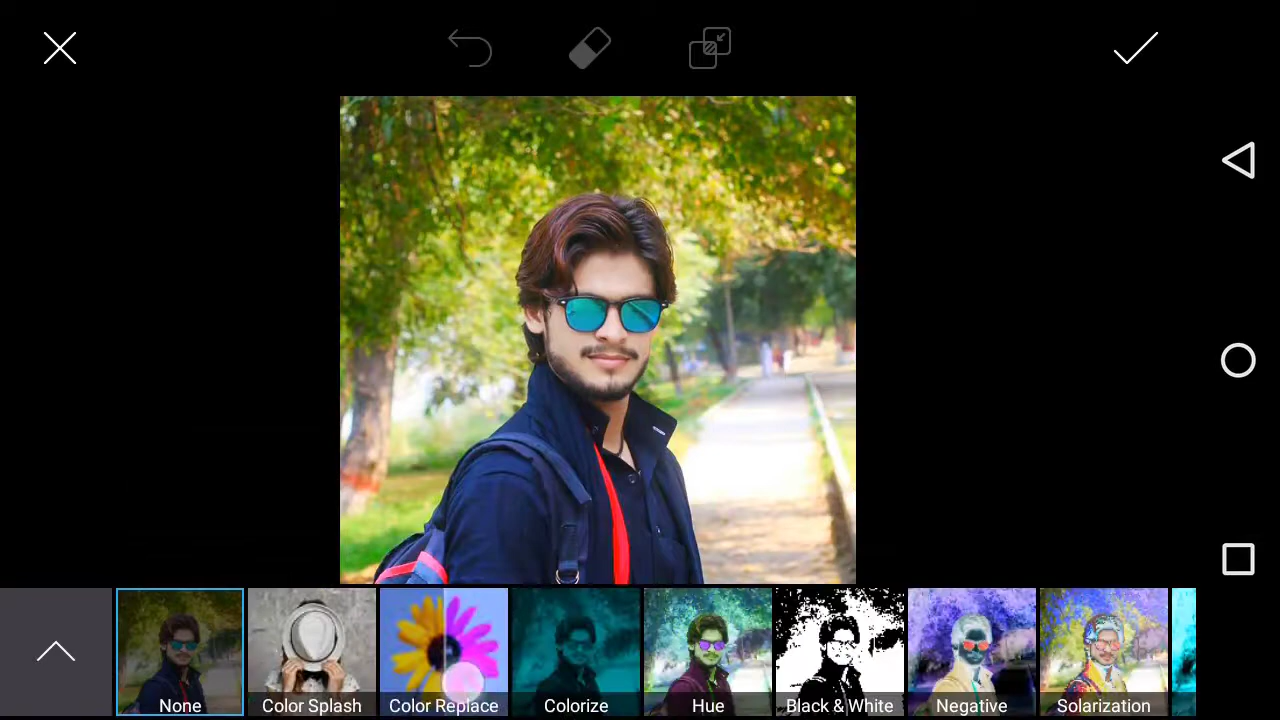 None
Color Splash
Color Replace
Colorize
Hue
Black & White
Negative
Solarization